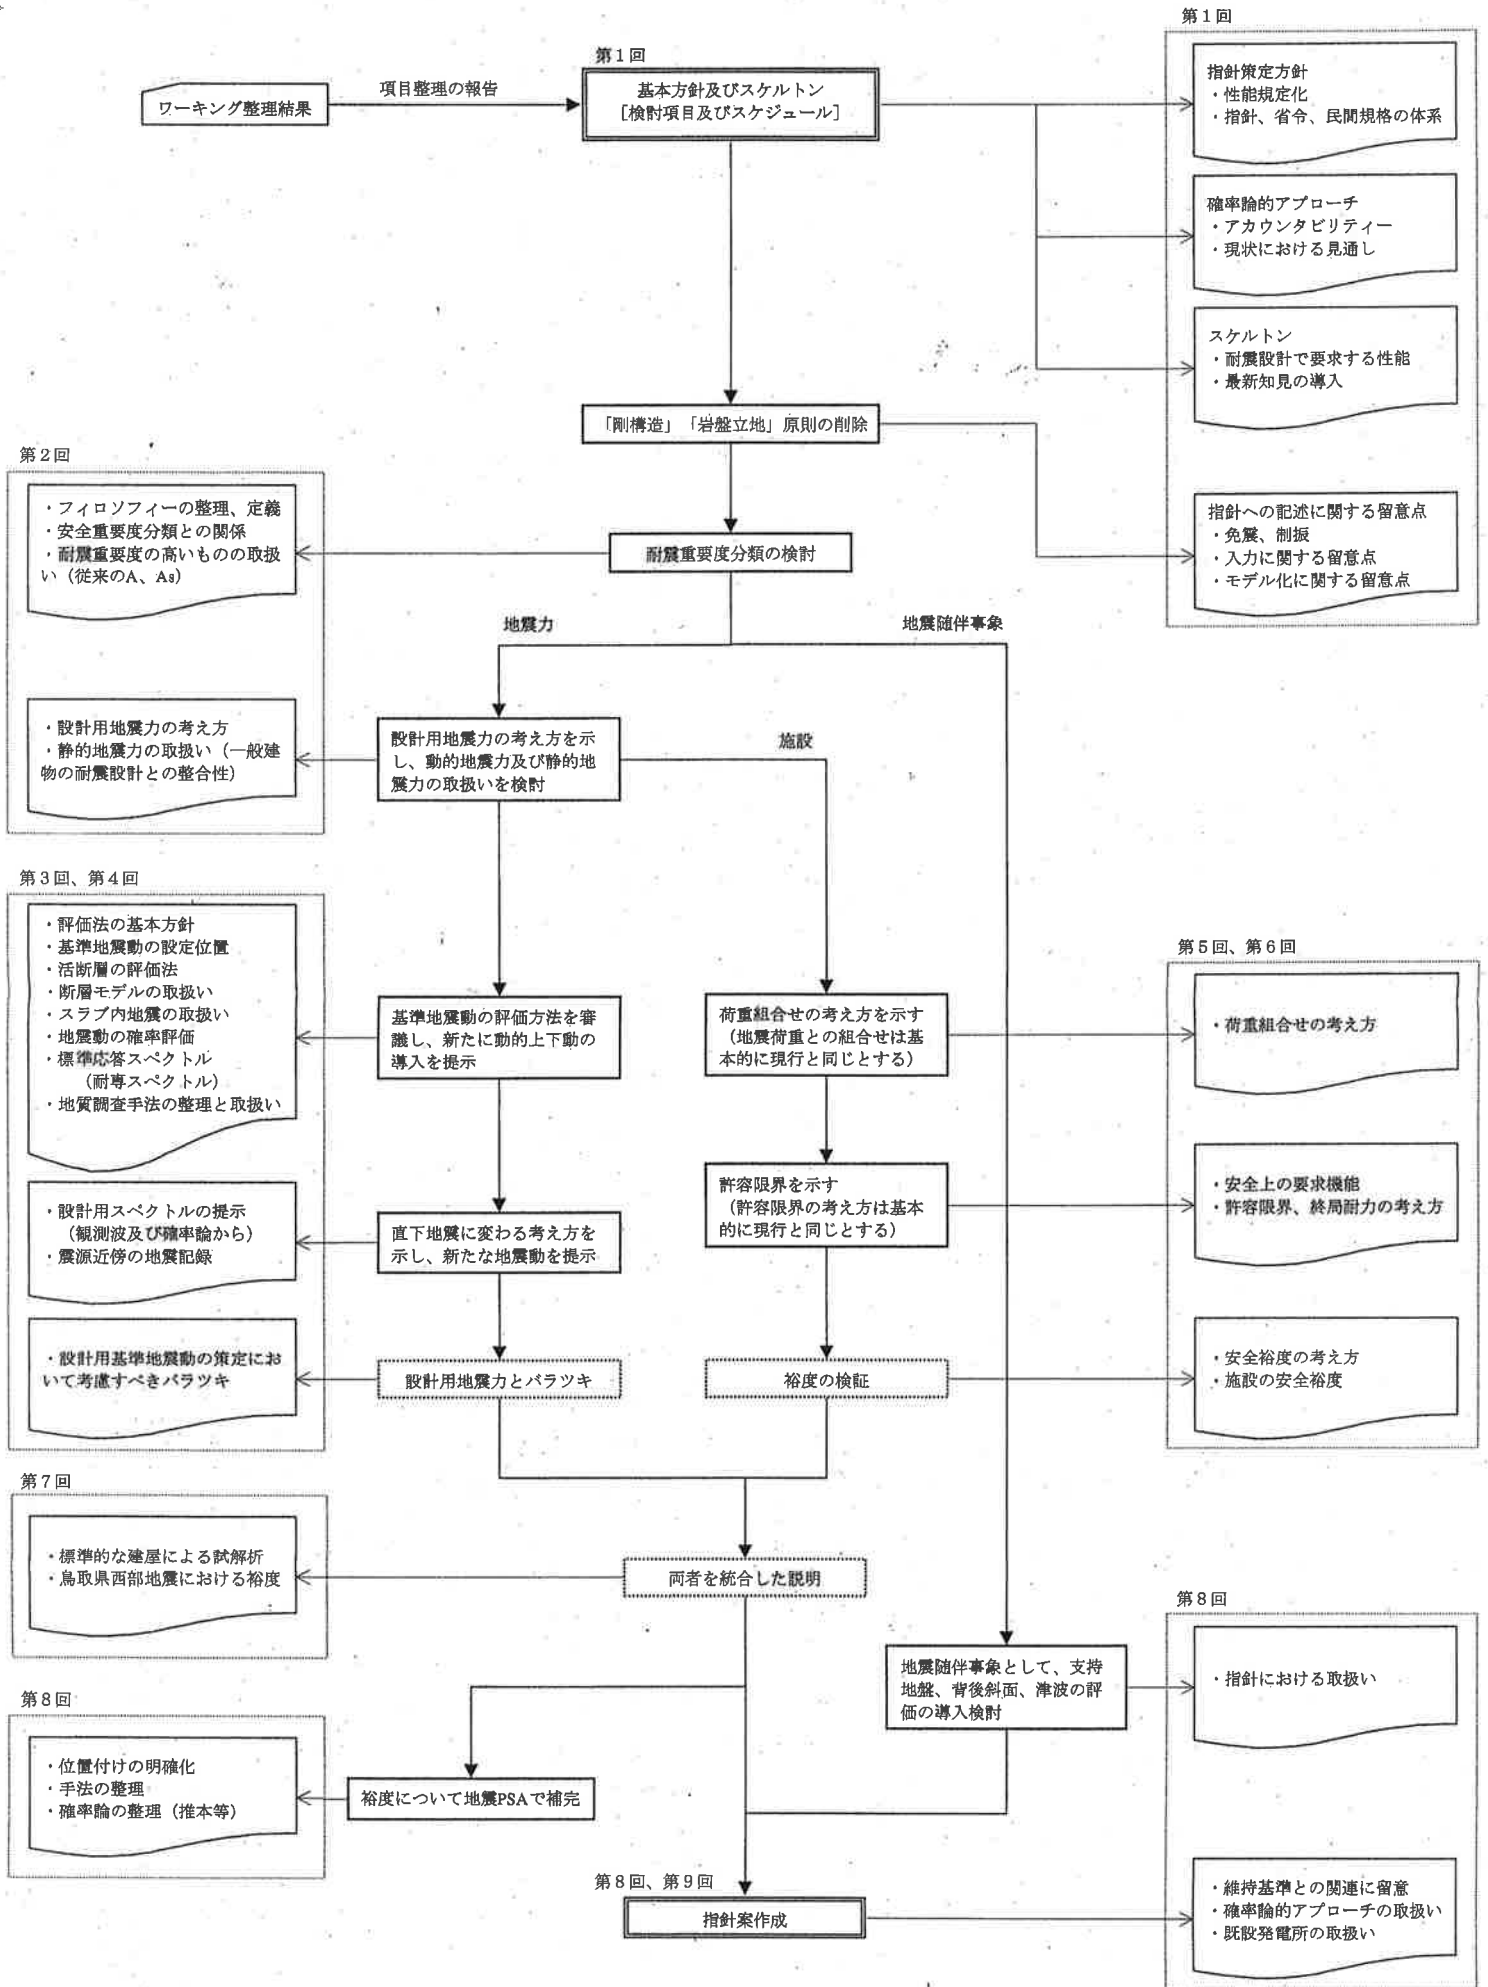 第１回
第１回
ワーキング整理結果
項目整理の報告
基本方針及びスケルトン
［検討項目及びスケジュール］
指針策定方針
・性能規定化
・指針、省令、民間規格の体系
確率論的アプローチ
・アカウンタビリティー
・現状における見通し
スケルトン
・耐震設計で要求する性能
・最新知見の導入
「剛構造」「岩盤立地」原則の削除
指針への記述に関する留意点
・免震、制振
・入力に関する留意点
・モデル化に関する留意点
第２回
・フィロソフィーの整理、定義
・安全重要度分類との関係
・耐震重要度の高いものの取扱
い（従来のA、As）
耐震重要度分類の検討
地震力
地震随伴事象
・設計用地震力の考え方
・静的地震力の取扱い（一般建
物の耐震設計との整合性）
設計用地震力の考え方を示
し、動的地震力及び静的地
震力の取扱いを検討
施設
第３回、第４回
・評価法の基本方針
・基準地震動の設定位置
・活断層の評価法
・断層モデルの取扱い
・スラブ内地震の取扱い
・地震動の確率評価
・標準応答スペクトル
（耐専スペクトル）
・地質調査手法の整理と取扱い
基準地震動の評価方法を審
議し、新たに動的上下動の
導入を提示
荷重組合せの考え方を示す
（地震荷重との組合せは基
本的に現行と同じとする）
第５回、第６回
・荷重組合せの考え方
・設計用スペクトルの提示
（観測波及び確率論から）
・震源近傍の地震記録
直下地震に変わる考え方を
示し、新たな地震動を提示
許容限界を示す
（許容限界の考え方は基本
的に現行と同じとする）
・安全上の要求機能
・許容限界、終局耐力の考え方
・設計用基準地震動の策定にお
いて考慮すべきバラツキ
設計用地震力とバラツキ
裕度の検証
・安全裕度の考え方
・施設の安全裕度
第７回
・標準的な建屋による試解析
・鳥取県西部地震における裕度
両者を統合した説明
第８回
地震随伴事象として、支持
地盤、背後斜面、津波の評
価の導入検討
・指針における取扱い
第８回
・位置付けの明確化
・手法の整理
・確率論の整理（推本等）
裕度について地震PSAで補完
第８回、第９回
指針案作成
・維持基準との関連に留意
・確率論的アプローチの取扱い
・既設発電所の取扱い